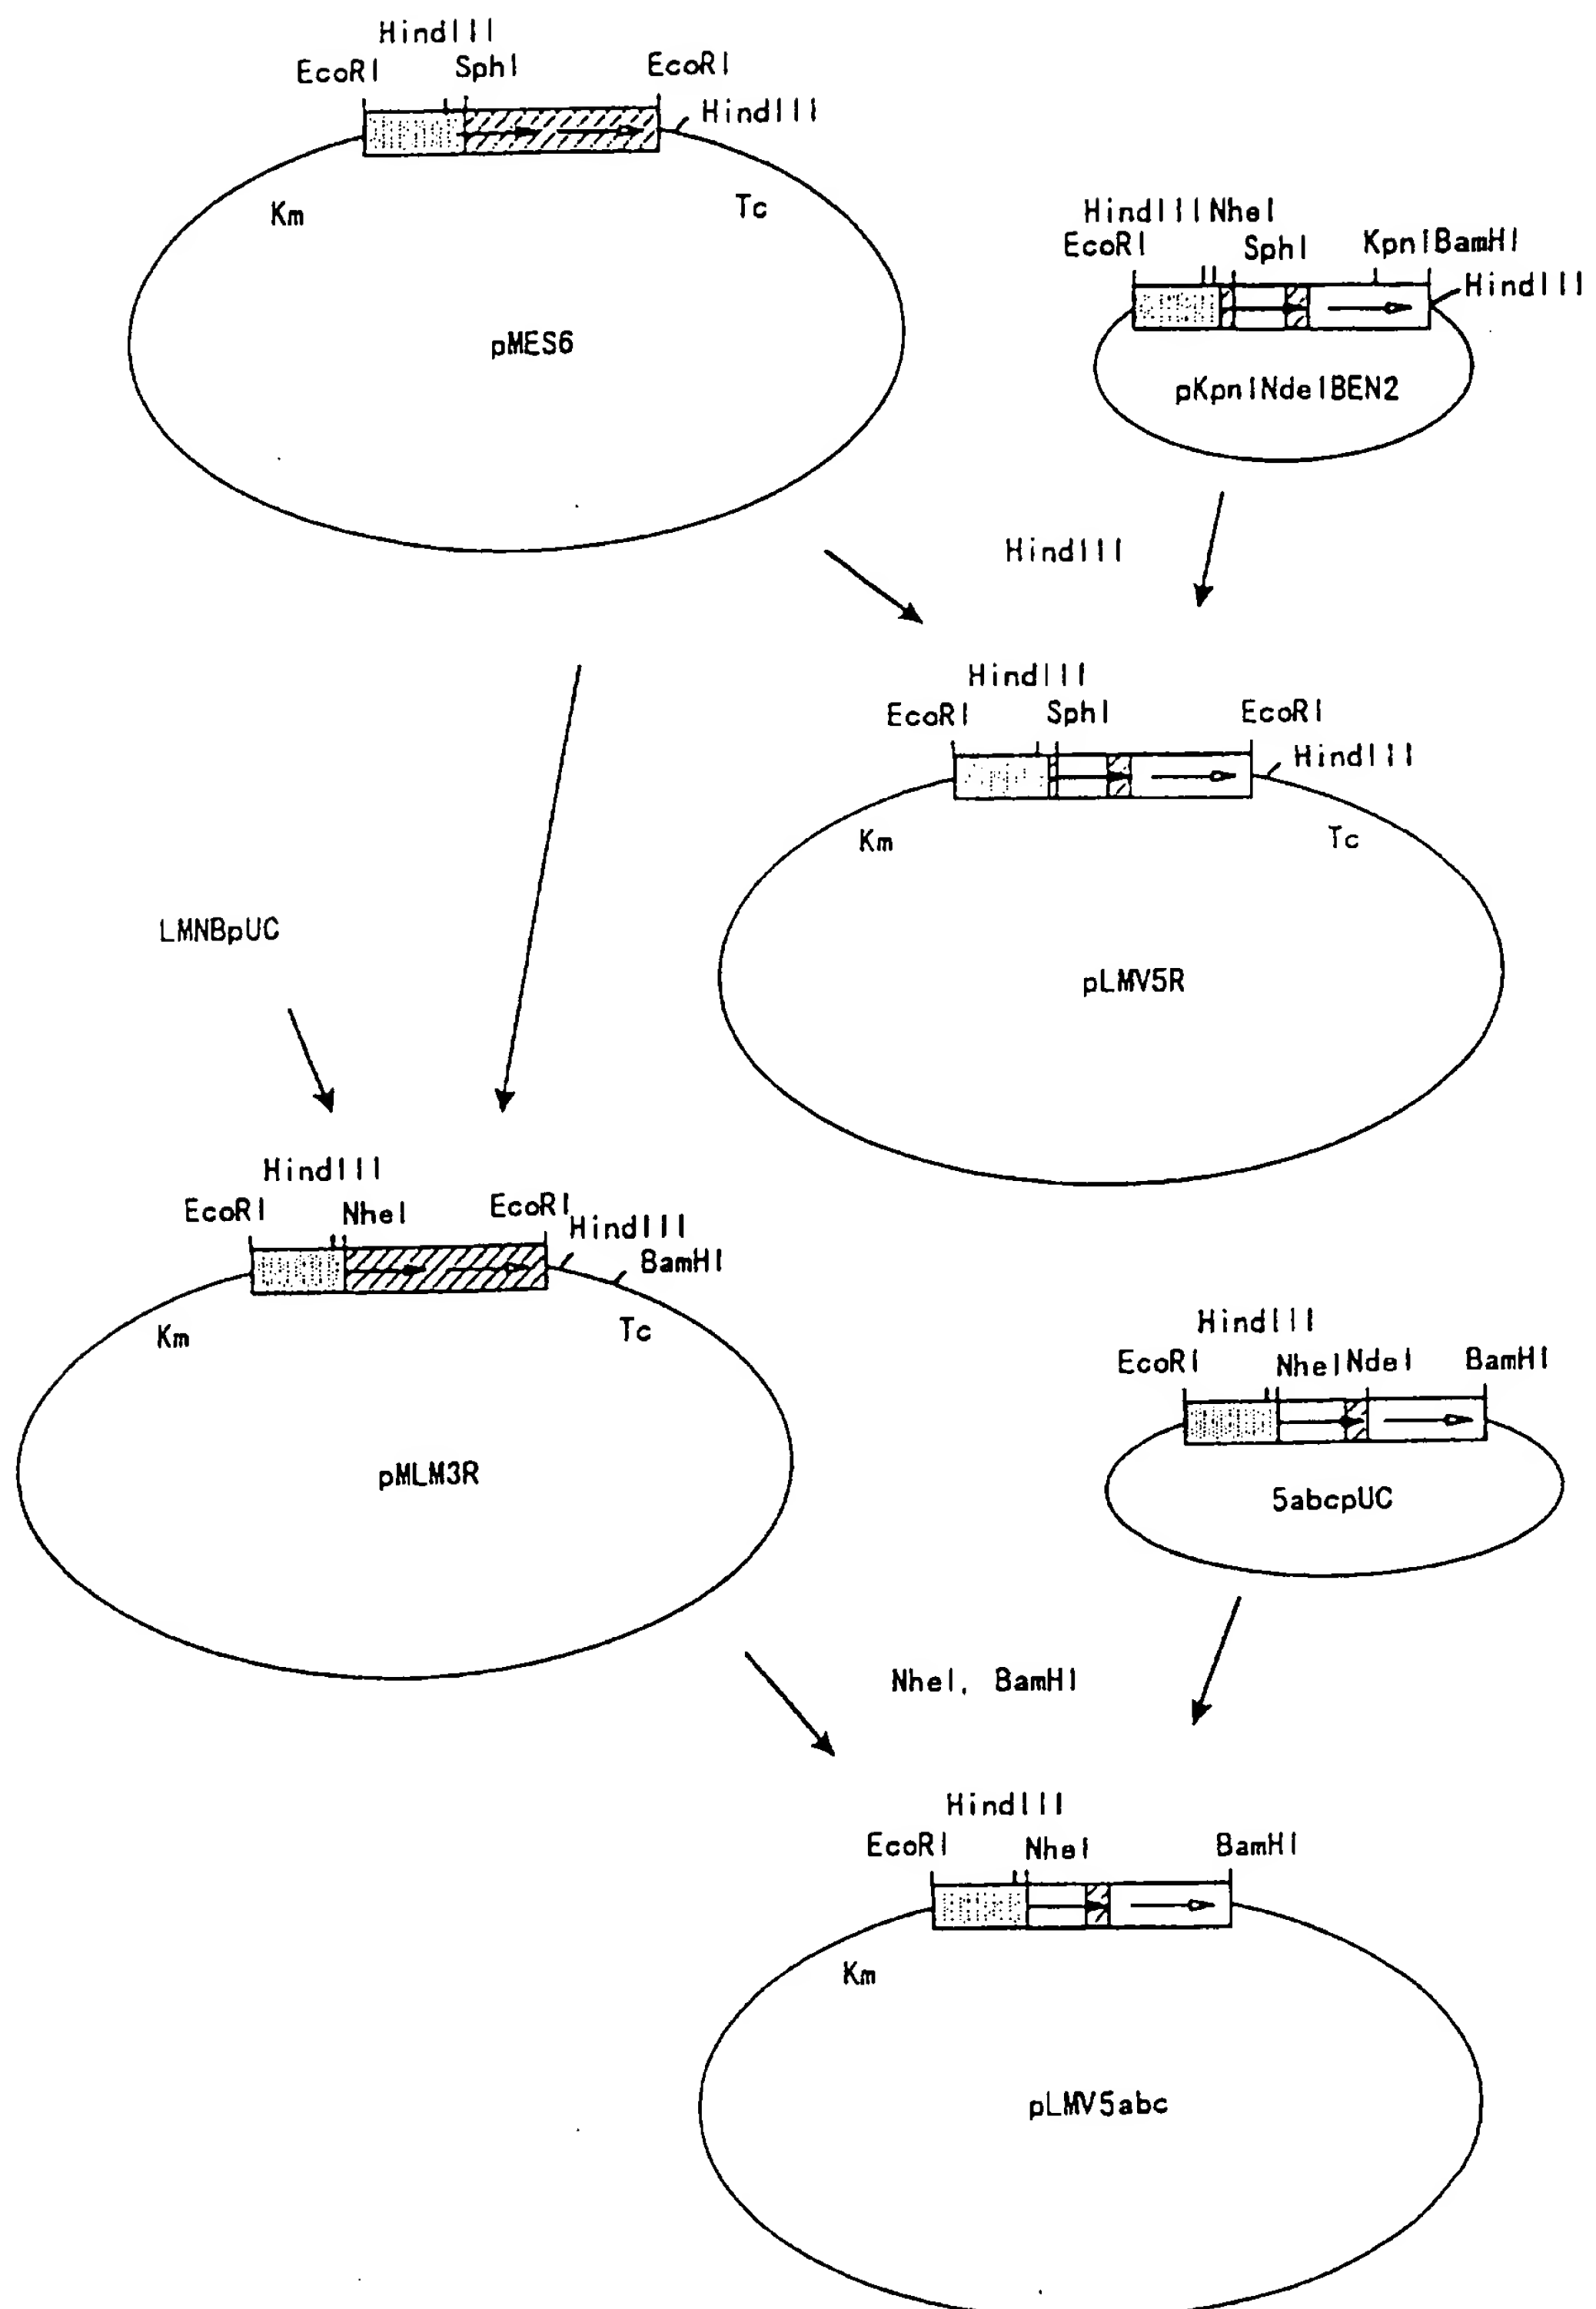 HindIII
EcoRI SphI EcoRI
HindIII
Km Tc
pMES6
HindIIINheI
EcoRI SphI KpnIBamHI
HindIII
pKpnINdeIBEN2
HindIII
HindIII
EcoRI SphI EcoRI
HindIII
Km Tc
pLMV5R
LMNBpUC
HindIII
EcoRI NheI EcoRI
HindIII
BamHI
Km Tc
pMLM3R
HindIII
EcoRI NheINdeI BamHI
5abcpUC
NheI, BamHI
HindIII
EcoRI NheI BamHI
Km
pLMV5abc